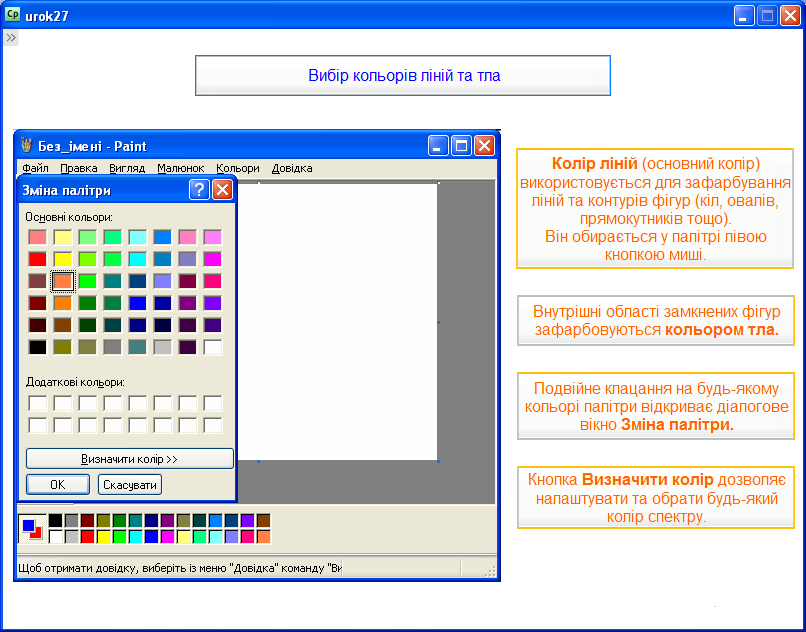 urok27
Вибір кольорів ліній та тла
Без_імені - Paint
Файл Правка Вигляд Малюнок Кольори Довідка
Зміна палітри
Основні кольори:
Додаткові кольори:
Визначити колір >>
OK Скасувати
Щоб отримати довідку, виберіть із меню "Довідка" команду "Ви
Колір ліній (основний колір)
використовується для зафарбування
ліній та контурів фігур (кіл, овалів,
прямокутників тощо).
Він обирається у палітрі лівою
кнопкою миші.
Внутрішні області замкнених фігур
зафарбовуються кольором тла.
Подвійне клацання на будь-якому
кольорі палітри відкриває діалогове
вікно Зміна палітри.
Кнопка Визначити колір дозволяє
налаштувати та обрати будь-який
колір спектру.